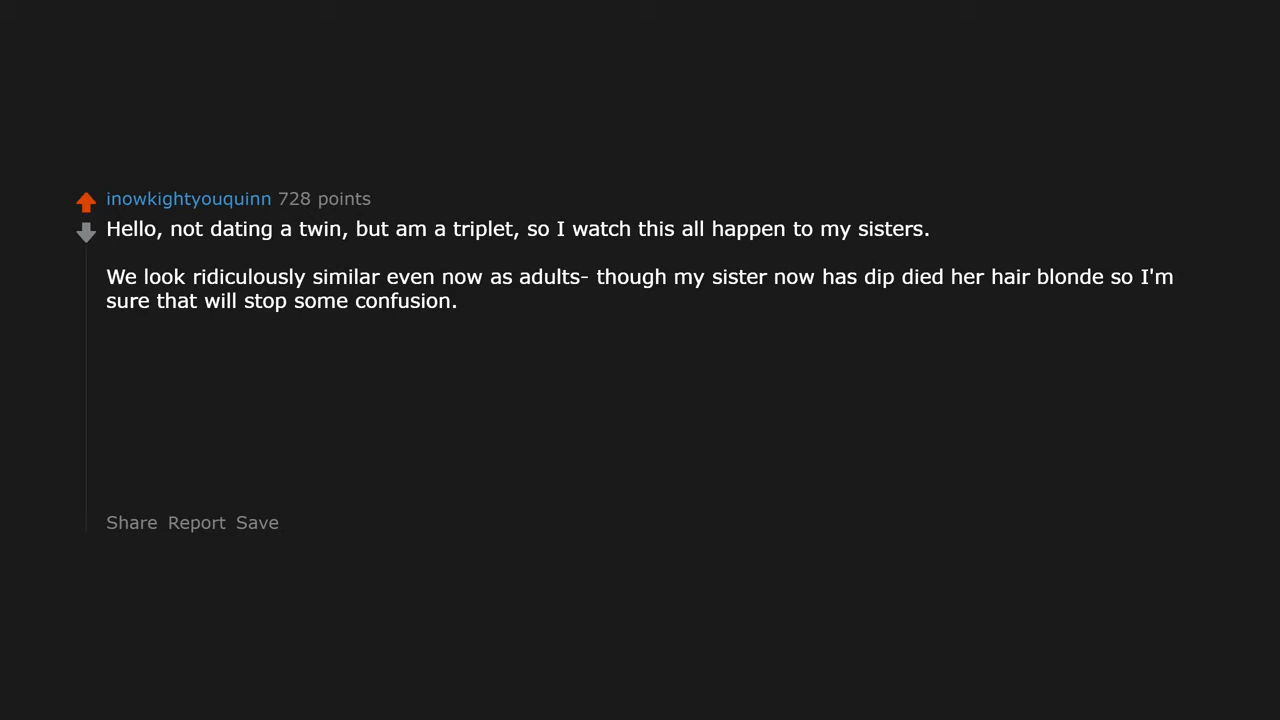 inowkightyouquinn 728 points
Hello, not dating a twin, but am a triplet, so I watch this all happen to my sisters.
We look ridiculously similar even now as adults- though my sister now has dip died her hair blonde so I'm
sure that will stop some confusion.
Share Report Save